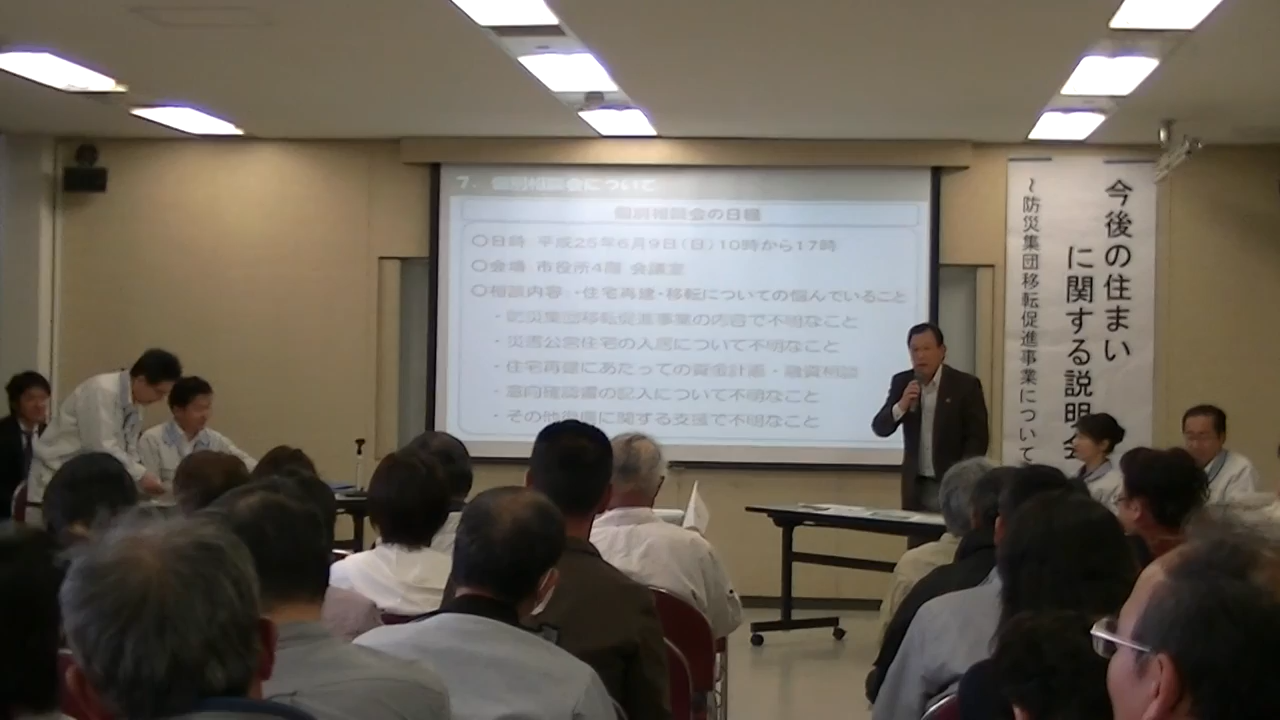 7. 個別相談会について
個別相談会の日程
〇日時 平成25年6月9日(日)10時から17時
〇会場 市役所4階 会議室
〇相談内容:・住宅再建・移転についての悩んでいること
・防災集団移転促進事業の内容で不明なこと
・災害公営住宅の入居について不明なこと
・住宅再建にあたっての資金計画・融資相談
・意向確認書の記入について不明なこと
・その他復興に関する支援で不明なこと
今後の住まい
に関する説明会
~防災集団移転促進事業について